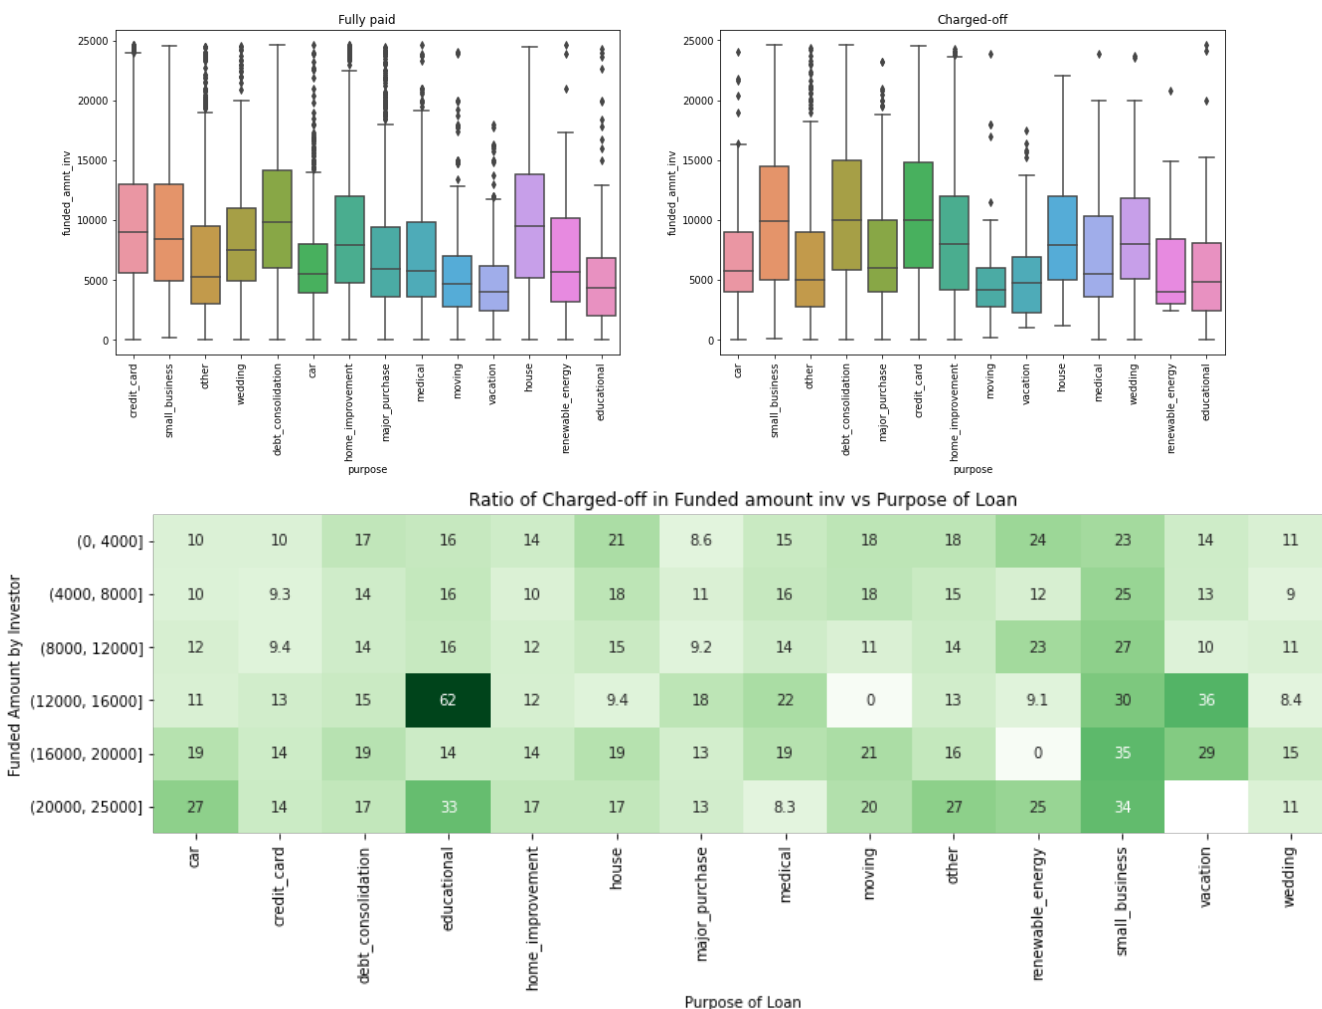 Fully paid
25000
20000
15000
10000
5000
0
funded_amnt_inv
credit_card
small_business
other
wedding
debt_consolidation
car
home_improvement
major_purchase
medical
moving
vacation
house
renewable_energy
educational
purpose
Charged-off
25000
20000
15000
10000
5000
0
funded_amnt_inv
car
small_business
other
debt_consolidation
major_purchase
credit_card
home_improvement
moving
vacation
house
medical
wedding
renewable_energy
educational
purpose
Ratio of Charged-off in Funded amount inv vs Purpose of Loan
Funded Amount by Investor
(0, 4000] 10 10 17 16 14 21 8.6 15 18 18 24 23 14 11
(4000, 8000] 10 9.3 14 16 10 18 11 16 18 15 12 25 13 9
(8000, 12000] 12 9.4 14 16 12 15 9.2 14 11 14 23 27 10 11
(12000, 16000] 11 13 15 62 12 9.4 18 22 0 13 9.1 30 36 8.4
(16000, 20000] 19 14 19 14 14 19 13 19 21 16 0 35 29 15
(20000, 25000] 27 14 17 33 17 17 13 8.3 20 27 25 34 11
car
credit_card
debt_consolidation
educational
home_improvement
house
major_purchase
medical
moving
other
renewable_energy
small_business
vacation
wedding
Purpose of Loan